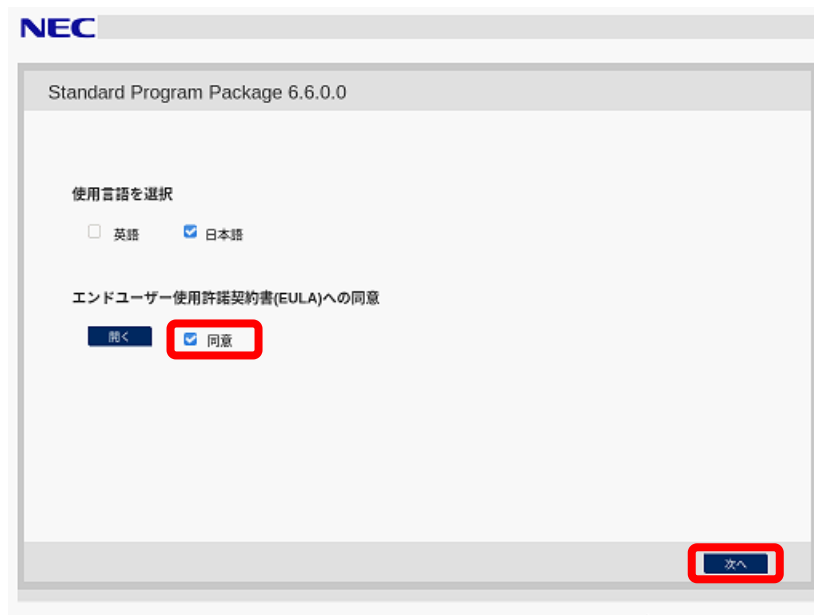 NEC
Standard Program Package 6.6.0.0
使用言語を選択
英語 日本語
エンドユーザー使用許諾契約書(EULA)への同意
開く 同意
次へ